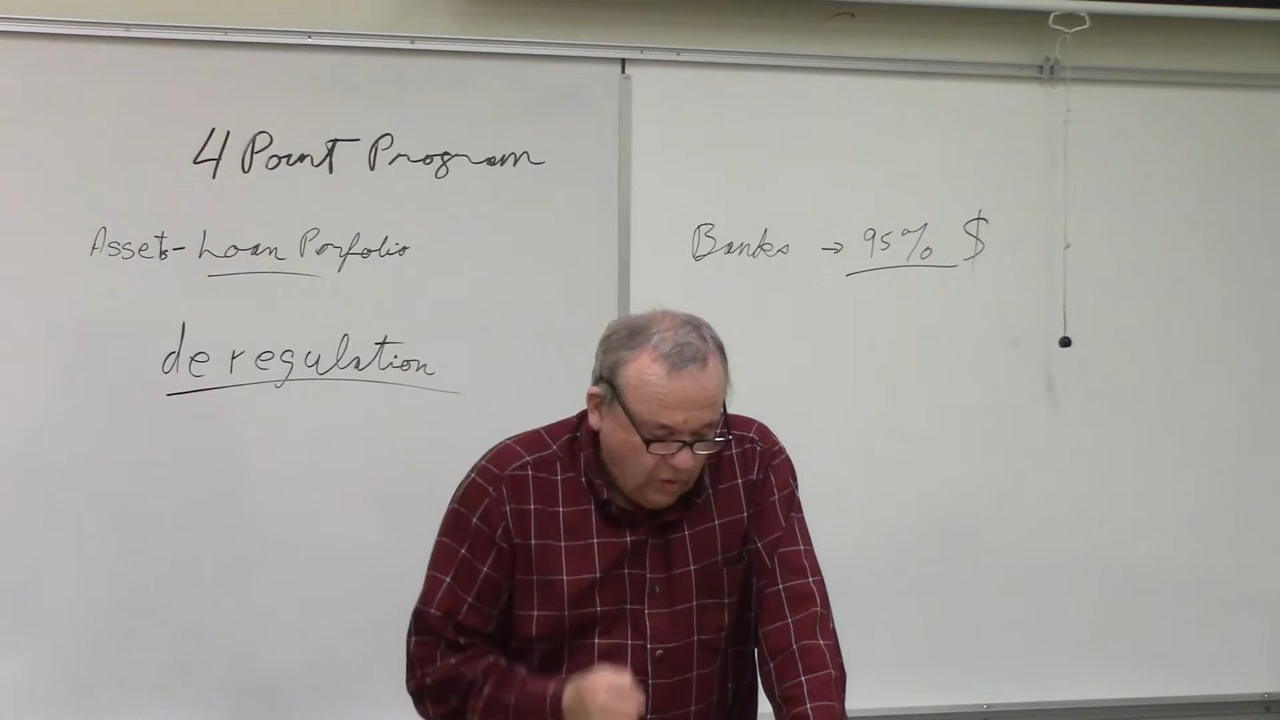 4 Point Program
Assets-Loan Porfolio
deregulation
Banks → 95% $